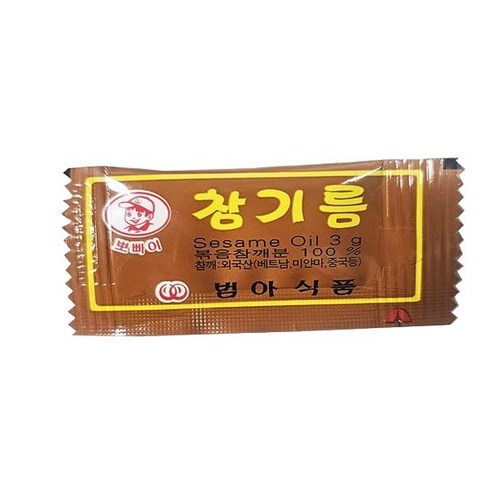 참기름
뽀빠이
Sesame Oil 3 g
볶음참깨분 100 %
참깨:외국산(베트남,미얀마,중국등)
범아식품